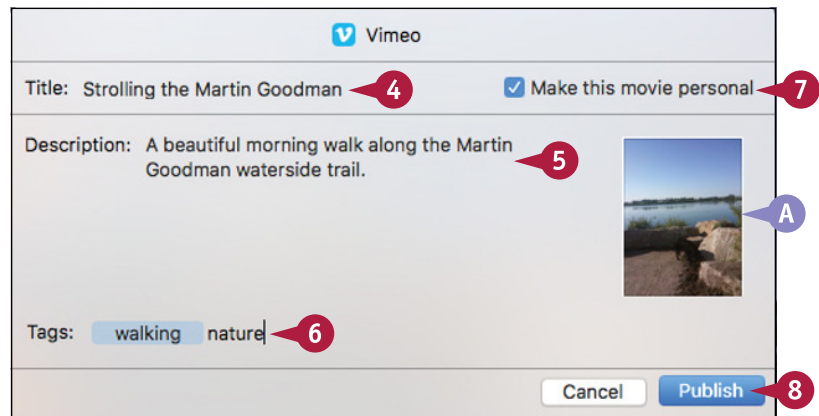 Vimeo
Title: Strolling the Martin Goodman 4 Make this movie personal 7
Description: A beautiful morning walk along the Martin
Goodman waterside trail. 5
A
Tags: walking nature 6
Cancel Publish 8